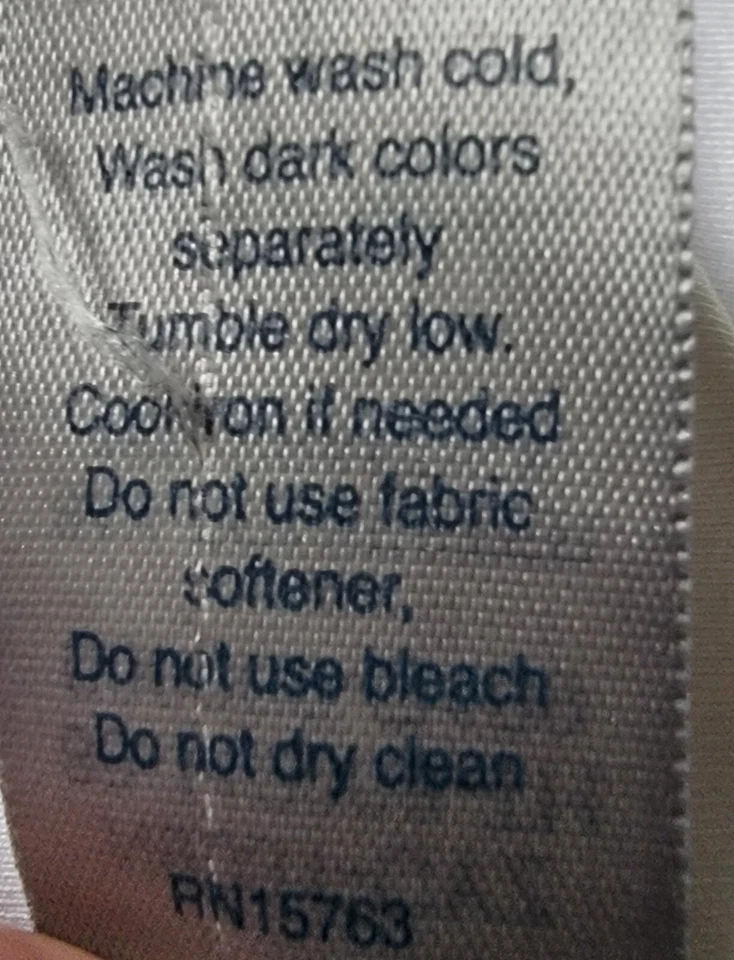 Machine wash cold,
Wash dark colors
separately
Tumble dry low.
Cool iron if needed
Do not use fabric
softener,
Do not use bleach
Do not dry clean
RN15763